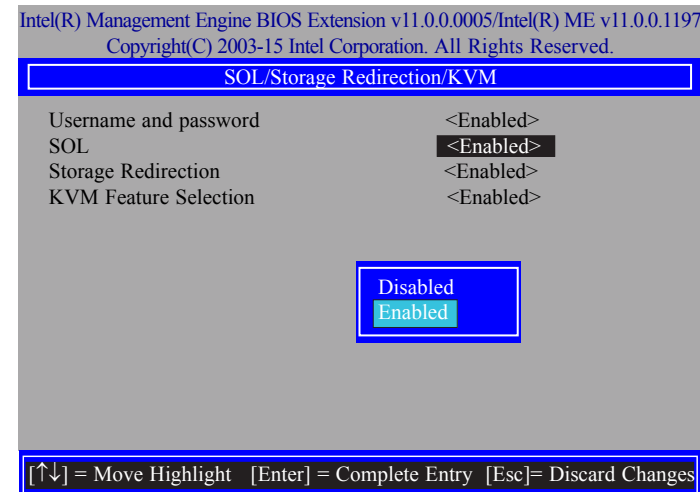 Intel(R) Management Engine BIOS Extension v11.0.0.0005/Intel(R) ME v11.0.0.1197
Copyright(C) 2003-15 Intel Corporation. All Rights Reserved.
SOL/Storage Redirection/KVM
Username and password <Enabled>
SOL <Enabled>
Storage Redirection <Enabled>
KVM Feature Selection <Enabled>
Disabled
Enabled
[↑↓] = Move Highlight [Enter] = Complete Entry [Esc]= Discard Changes